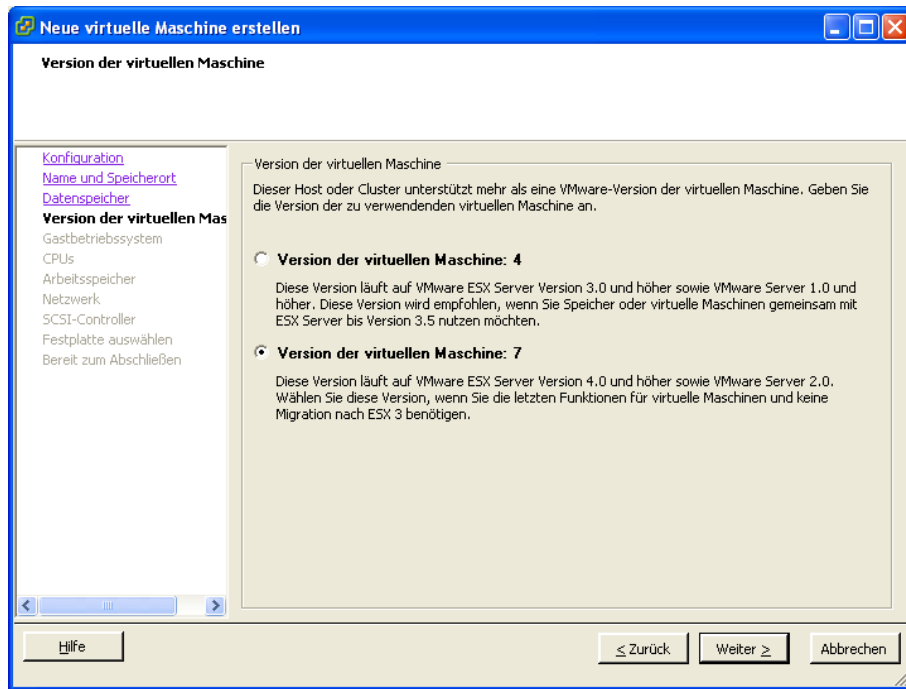 Neue virtuelle Maschine erstellen
Version der virtuellen Maschine
Konfiguration
Name und Speicherort
Datenspeicher
Version der virtuellen Mas
Gastbetriebssystem
CPUs
Arbeitsspeicher
Netzwerk
SCSI-Controller
Festplatte auswählen
Bereit zum Abschließen
Version der virtuellen Maschine
Dieser Host oder Cluster unterstützt mehr als eine VMware-Version der virtuellen Maschine. Geben Sie
die Version der zu verwendenden virtuellen Maschine an.
Version der virtuellen Maschine: 4
Diese Version läuft auf VMware ESX Server Version 3.0 und höher sowie VMware Server 1.0 und
höher. Diese Version wird empfohlen, wenn Sie Speicher oder virtuelle Maschinen gemeinsam mit
ESX Server bis Version 3.5 nutzen möchten.
Version der virtuellen Maschine: 7
Diese Version läuft auf VMware ESX Server Version 4.0 und höher sowie VMware Server 2.0.
Wählen Sie diese Version, wenn Sie die letzten Funktionen für virtuelle Maschinen und keine
Migration nach ESX 3 benötigen.
Hilfe
< Zurück
Weiter >
Abbrechen